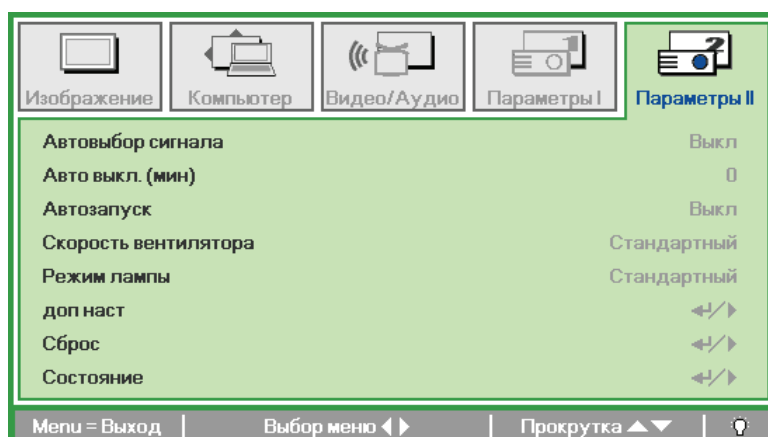 Изображение Компьютер Видео/Аудио Параметры I Параметры II
Автовыбор сигнала Выкл
Авто выкл. (мин) 0
Автозапуск Выкл
Скорость вентилятора Стандартный
Режим лампы Стандартный
доп наст
Сброс
Состояние
Menu = Выход Выбор меню Прокрутка